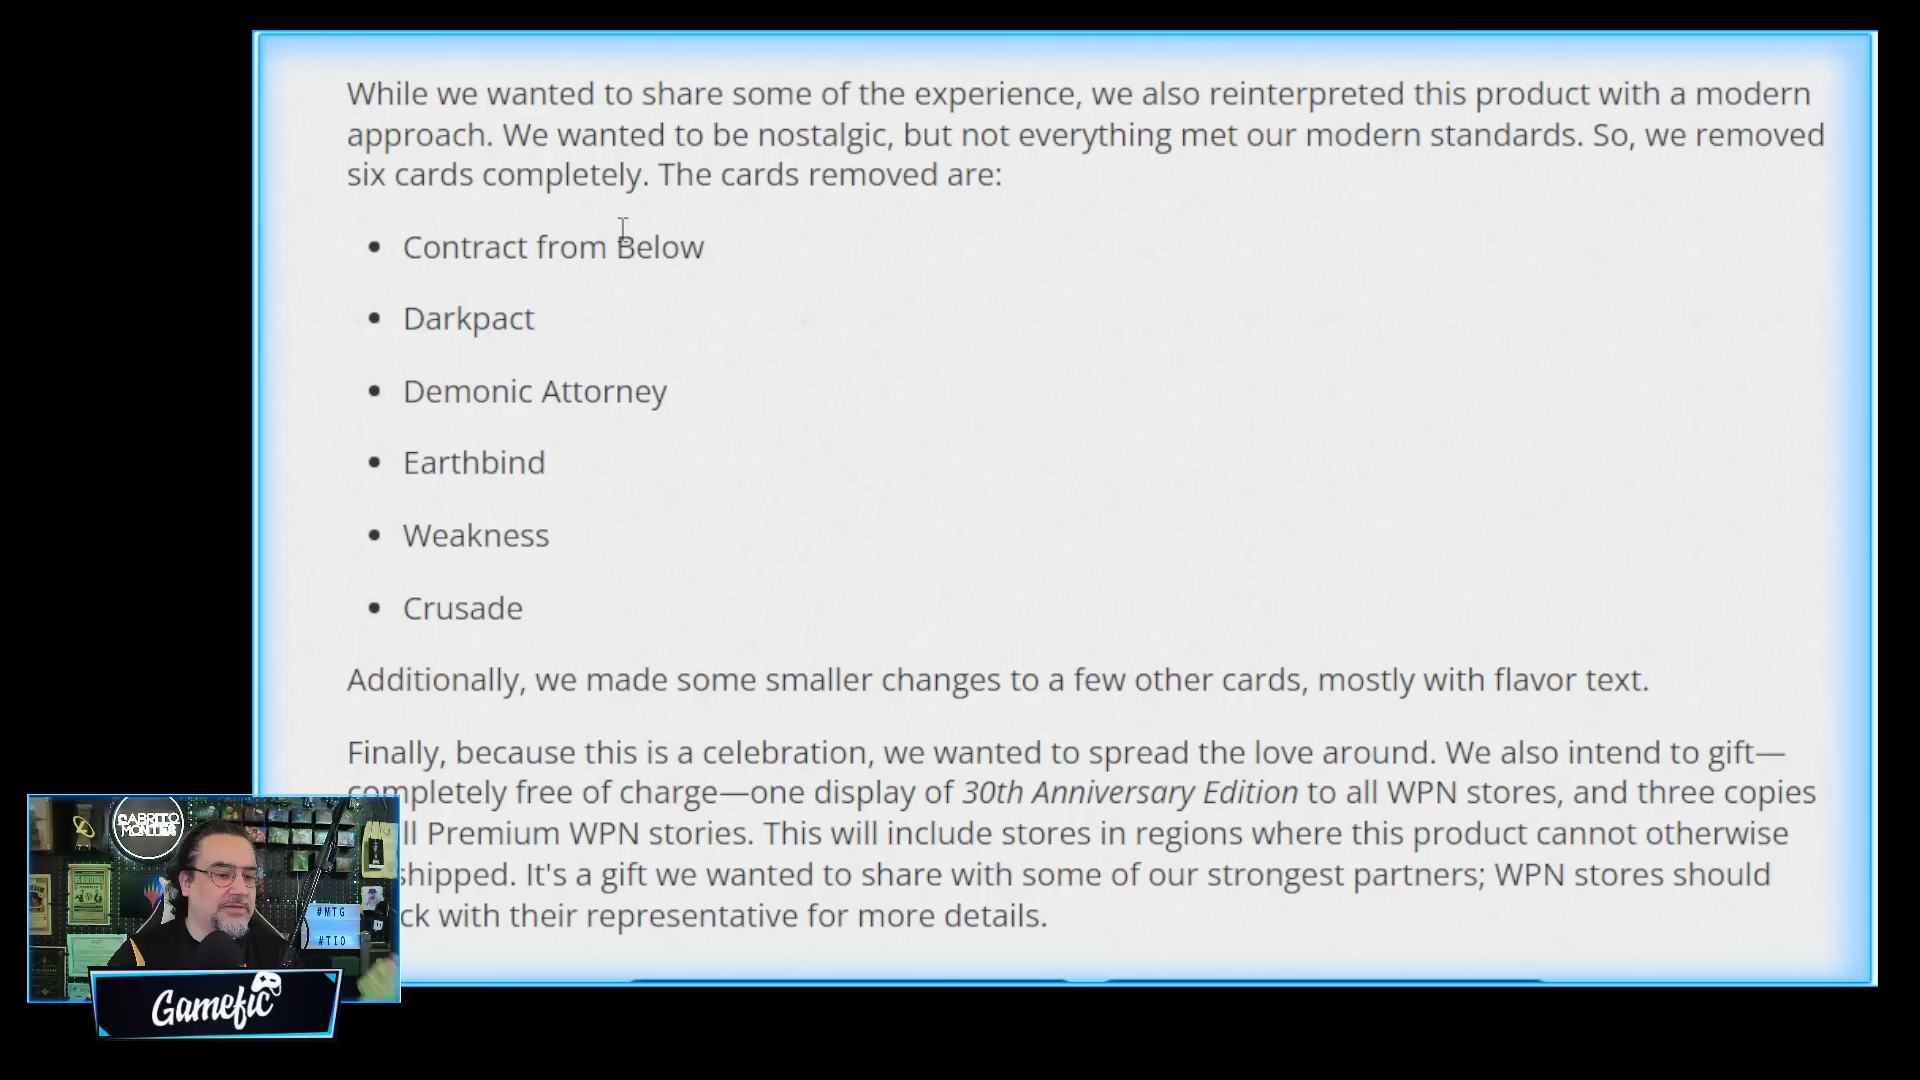 While we wanted to share some of the experience, we also reinterpreted this product with a modern
approach. We wanted to be nostalgic, but not everything met our modern standards. So, we removed
six cards completely. The cards removed are:
• Contract from Below
• Darkpact
• Demonic Attorney
• Earthbind
• Weakness
• Crusade
Additionally, we made some smaller changes to a few other cards, mostly with flavor text.
Finally, because this is a celebration, we wanted to spread the love around. We also intend to gift—
completely free of charge—one display of 30th Anniversary Edition to all WPN stores, and three copies
ll Premium WPN stories. This will include stores in regions where this product cannot otherwise
shipped. It's a gift we wanted to share with some of our strongest partners; WPN stores should
ck with their representative for more details.
CABRITO
MONTES
#MTG
#TIO
Gamefic